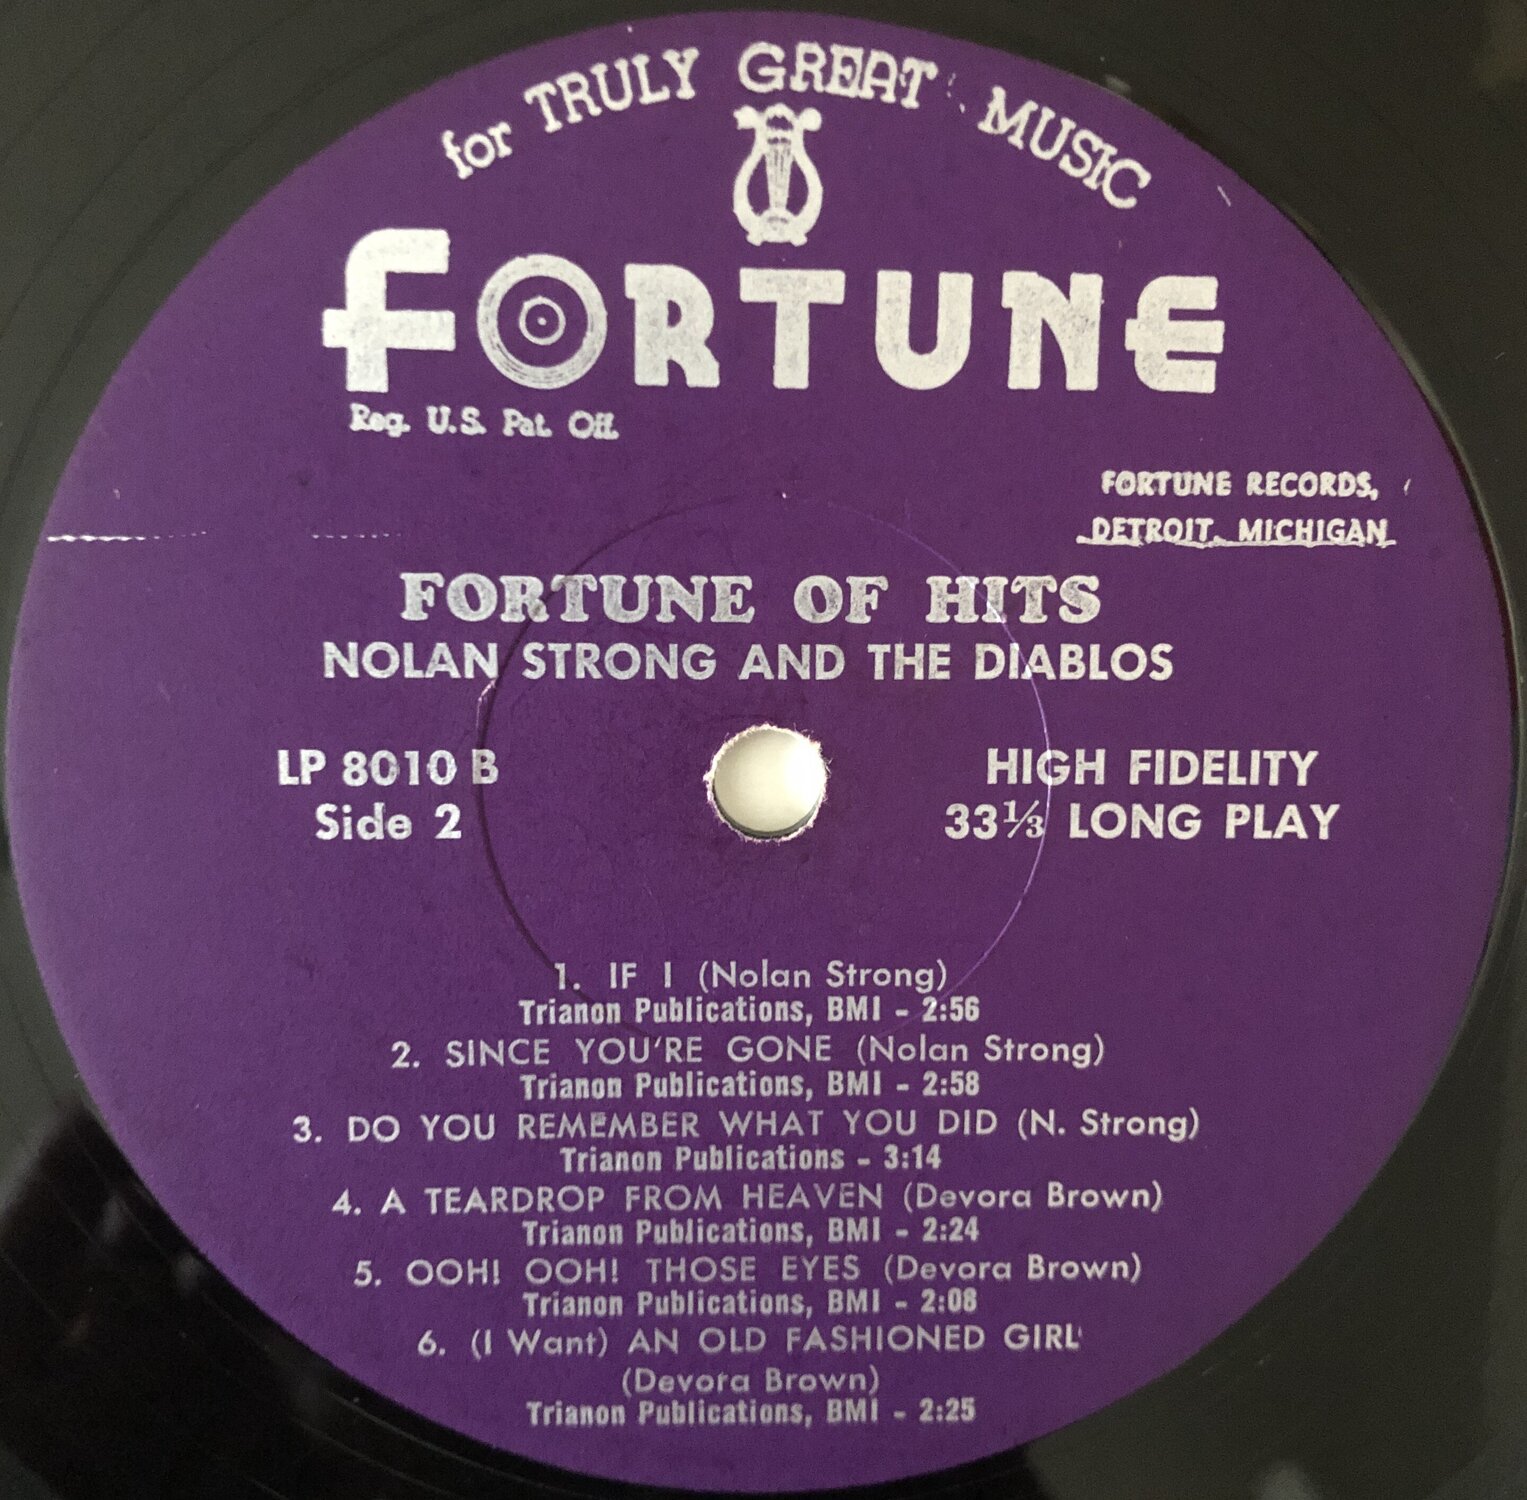 for TRULY GREAT MUSIC
FORTUNE
Reg. U.S. Pat. Off.
FORTUNE RECORDS,
DETROIT, MICHIGAN
FORTUNE OF HITS
NOLAN STRONG AND THE DIABLOS
LP 8010 B
Side 2
HIGH FIDELITY
33⅓ LONG PLAY
1. IF I (Nolan Strong)
Trianon Publications, BMI - 2:56
2. SINCE YOU'RE GONE (Nolan Strong)
Trianon Publications, BMI - 2:58
3. DO YOU REMEMBER WHAT YOU DID (N. Strong)
Trianon Publications - 3:14
4. A TEARDROP FROM HEAVEN (Devora Brown)
Trianon Publications, BMI - 2:24
5. OOH! OOH! THOSE EYES (Devora Brown)
Trianon Publications, BMI - 2:08
6. (I Want) AN OLD FASHIONED GIRL
(Devora Brown)
Trianon Publications, BMI - 2:25